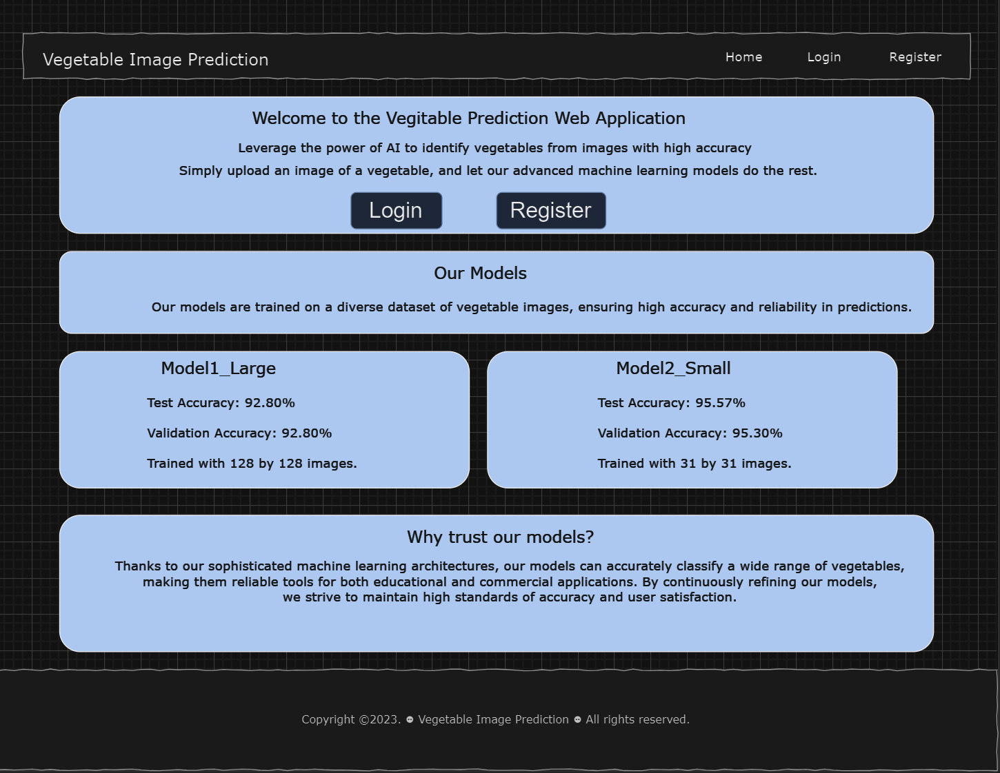 Vegetable Image Prediction
Home Login Register
Welcome to the Vegitable Prediction Web Application
Leverage the power of AI to identify vegetables from images with high accuracy
Simply upload an image of a vegetable, and let our advanced machine learning models do the rest.
Login Register
Our Models
Our models are trained on a diverse dataset of vegetable images, ensuring high accuracy and reliability in predictions.
Model1_Large
Test Accuracy: 92.80%
Validation Accuracy: 92.80%
Trained with 128 by 128 images.
Model2_Small
Test Accuracy: 95.57%
Validation Accuracy: 95.30%
Trained with 31 by 31 images.
Why trust our models?
Thanks to our sophisticated machine learning architectures, our models can accurately classify a wide range of vegetables,
making them reliable tools for both educational and commercial applications. By continuously refining our models,
we strive to maintain high standards of accuracy and user satisfaction.
Copyright ©2023. ⚉ Vegetable Image Prediction ⚉ All rights reserved.